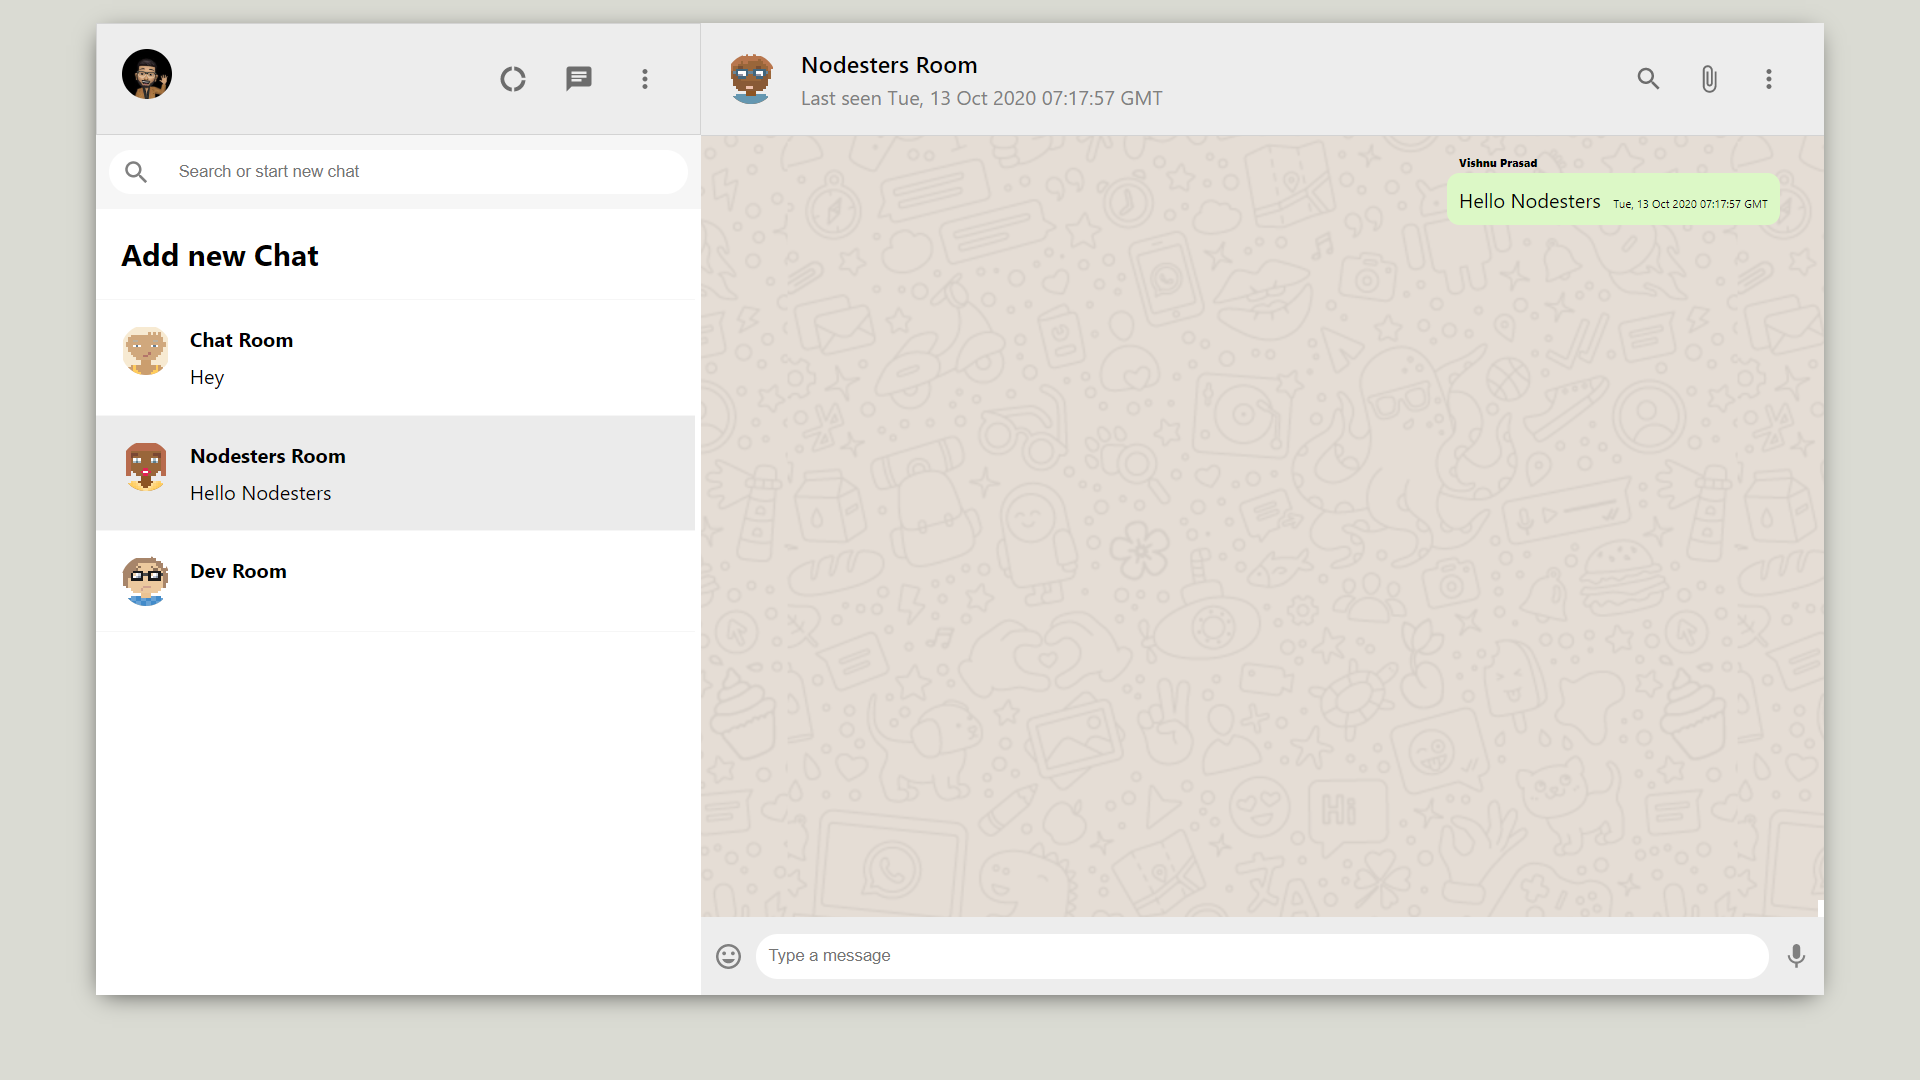 Search or start new chat
Add new Chat
Chat Room
Hey
Nodesters Room
Hello Nodesters
Dev Room
Nodesters Room
Last seen Tue, 13 Oct 2020 07:17:57 GMT
Vishnu Prasad
Hello Nodesters Tue, 13 Oct 2020 07:17:57 GMT
Hi
Type a message